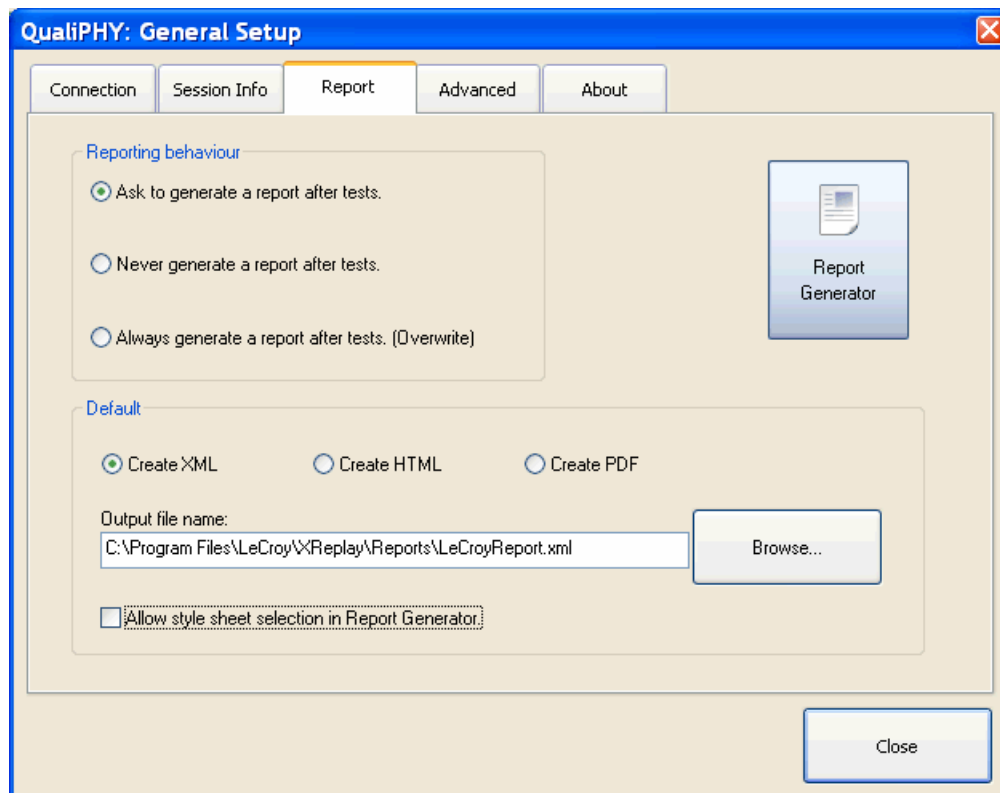 QualiPHY: General Setup
Connection
Session Info
Report
Advanced
About
Reporting behaviour
Ask to generate a report after tests.
Never generate a report after tests.
Always generate a report after tests. (Overwrite)
Report
Generator
Default
Create XML
Create HTML
Create PDF
Output file name:
C:\Program Files\LeCroy\XReplay\Reports\LeCroyReport.xml
Browse...
Allow style sheet selection in Report Generator.
Close